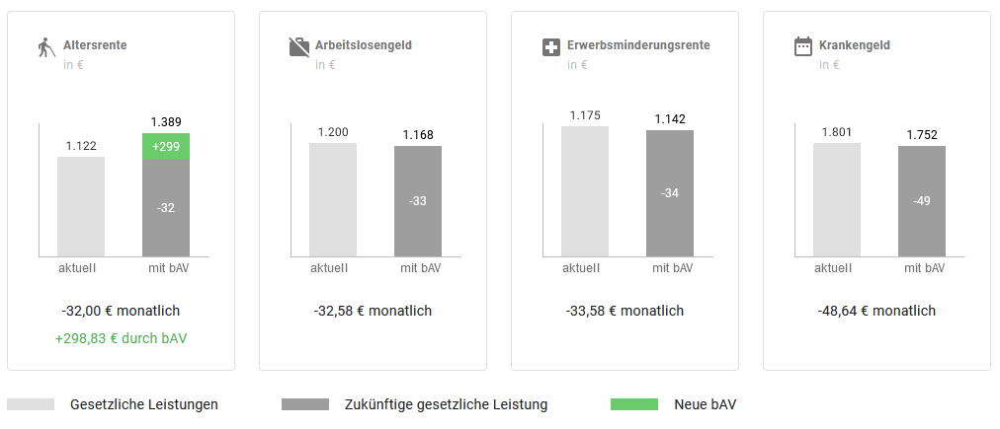 Altersrente
in €
1.122
1.389
+299
-32
aktuell
mit bAV
-32,00 € monatlich
+298,83 € durch bAV
Arbeitslosengeld
in €
1.200
1.168
-33
aktuell
mit bAV
-32,58 € monatlich
Erwerbsminderungsrente
in €
1.175
1.142
-34
aktuell
mit bAV
-33,58 € monatlich
Krankengeld
in €
1.801
1.752
-49
aktuell
mit bAV
-48,64 € monatlich
Gesetzliche Leistungen
Zukünftige gesetzliche Leistung
Neue bAV